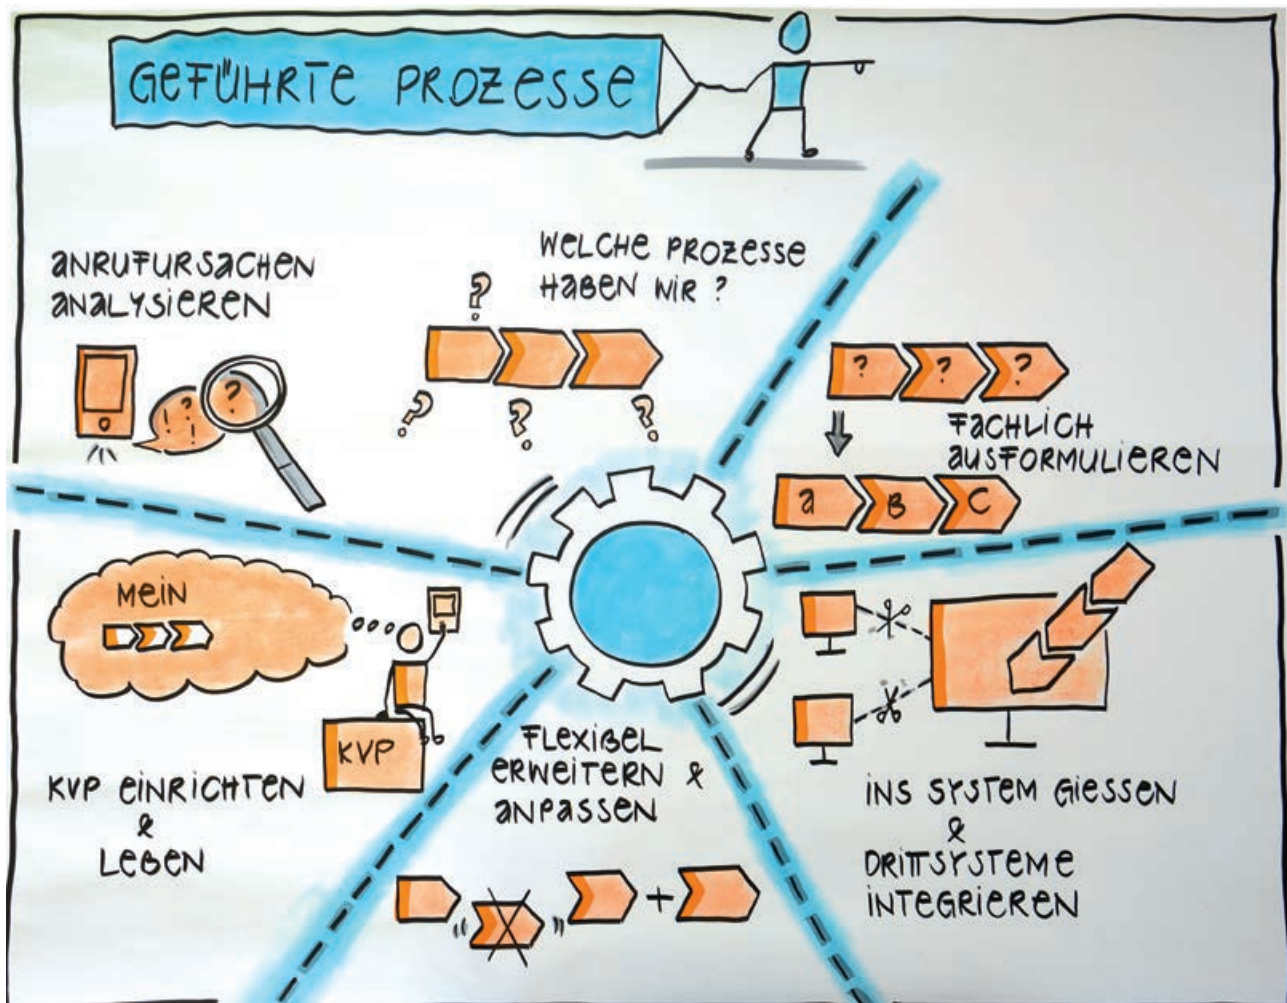 GEFÜHRTE PROZESSE
ANRUFURSACHEN
ANALYSIEREN
! ? ! ?
WELCHE PROZESSE
HABEN WIR ?
?
? ? ?
? ? ?
FACHLICH
AUSFORMULIEREN
A B C
MEIN
KVP
KVP EINRICHTEN
&
LEBEN
FLEXIBEL
ERWEITERN &
ANPASSEN
+
INS SYSTEM GIESSEN
&
DRITTSYSTEME
INTEGRIEREN